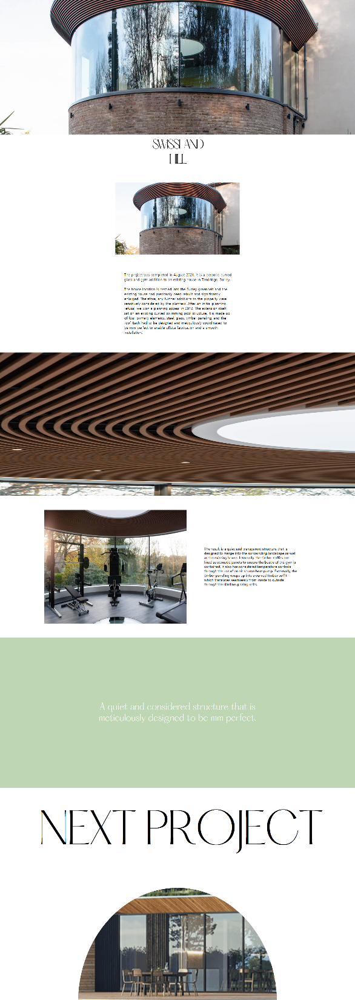 SWISSLAND
HILL
The project was completed in August 2021. It is a bespoke curved
glass and gym addition to an existing house in Tandridge, Surrey.
The house location is nestled into the Surrey greenbelt and the
existing house had previously been rebuilt and significantly
enlarged. Therefore, any further additions to the property were
sensitively considered by the planners. After an initial planning
refusal, we won a planning appeal in 2019. The extension itself
sat on an existing curved swimming pool structure, it is made up
of four primary elements, steel, glass, timber paneling, and the
roof. Each had to be designed and meticulously coordinated to
be mm perfect to enable offsite fabrication and a smooth
installation.
The result is a quiet and transparent structure that is
designed to merge into the surrounding landscape as well
as the existing house. Internally, the timber soffits are
lined as acoustic panels to ensure the bustle of the gym is
contained, it also has considered temperature controls
through the use of an air source heat pump. Externally, the
timber paneling wraps up into a curved timber soffit
which translates seamlessly from inside to outside
through the slimline glazing units.
A quiet and considered structure that is
meticulously designed to be mm perfect.
NEXT PROJECT